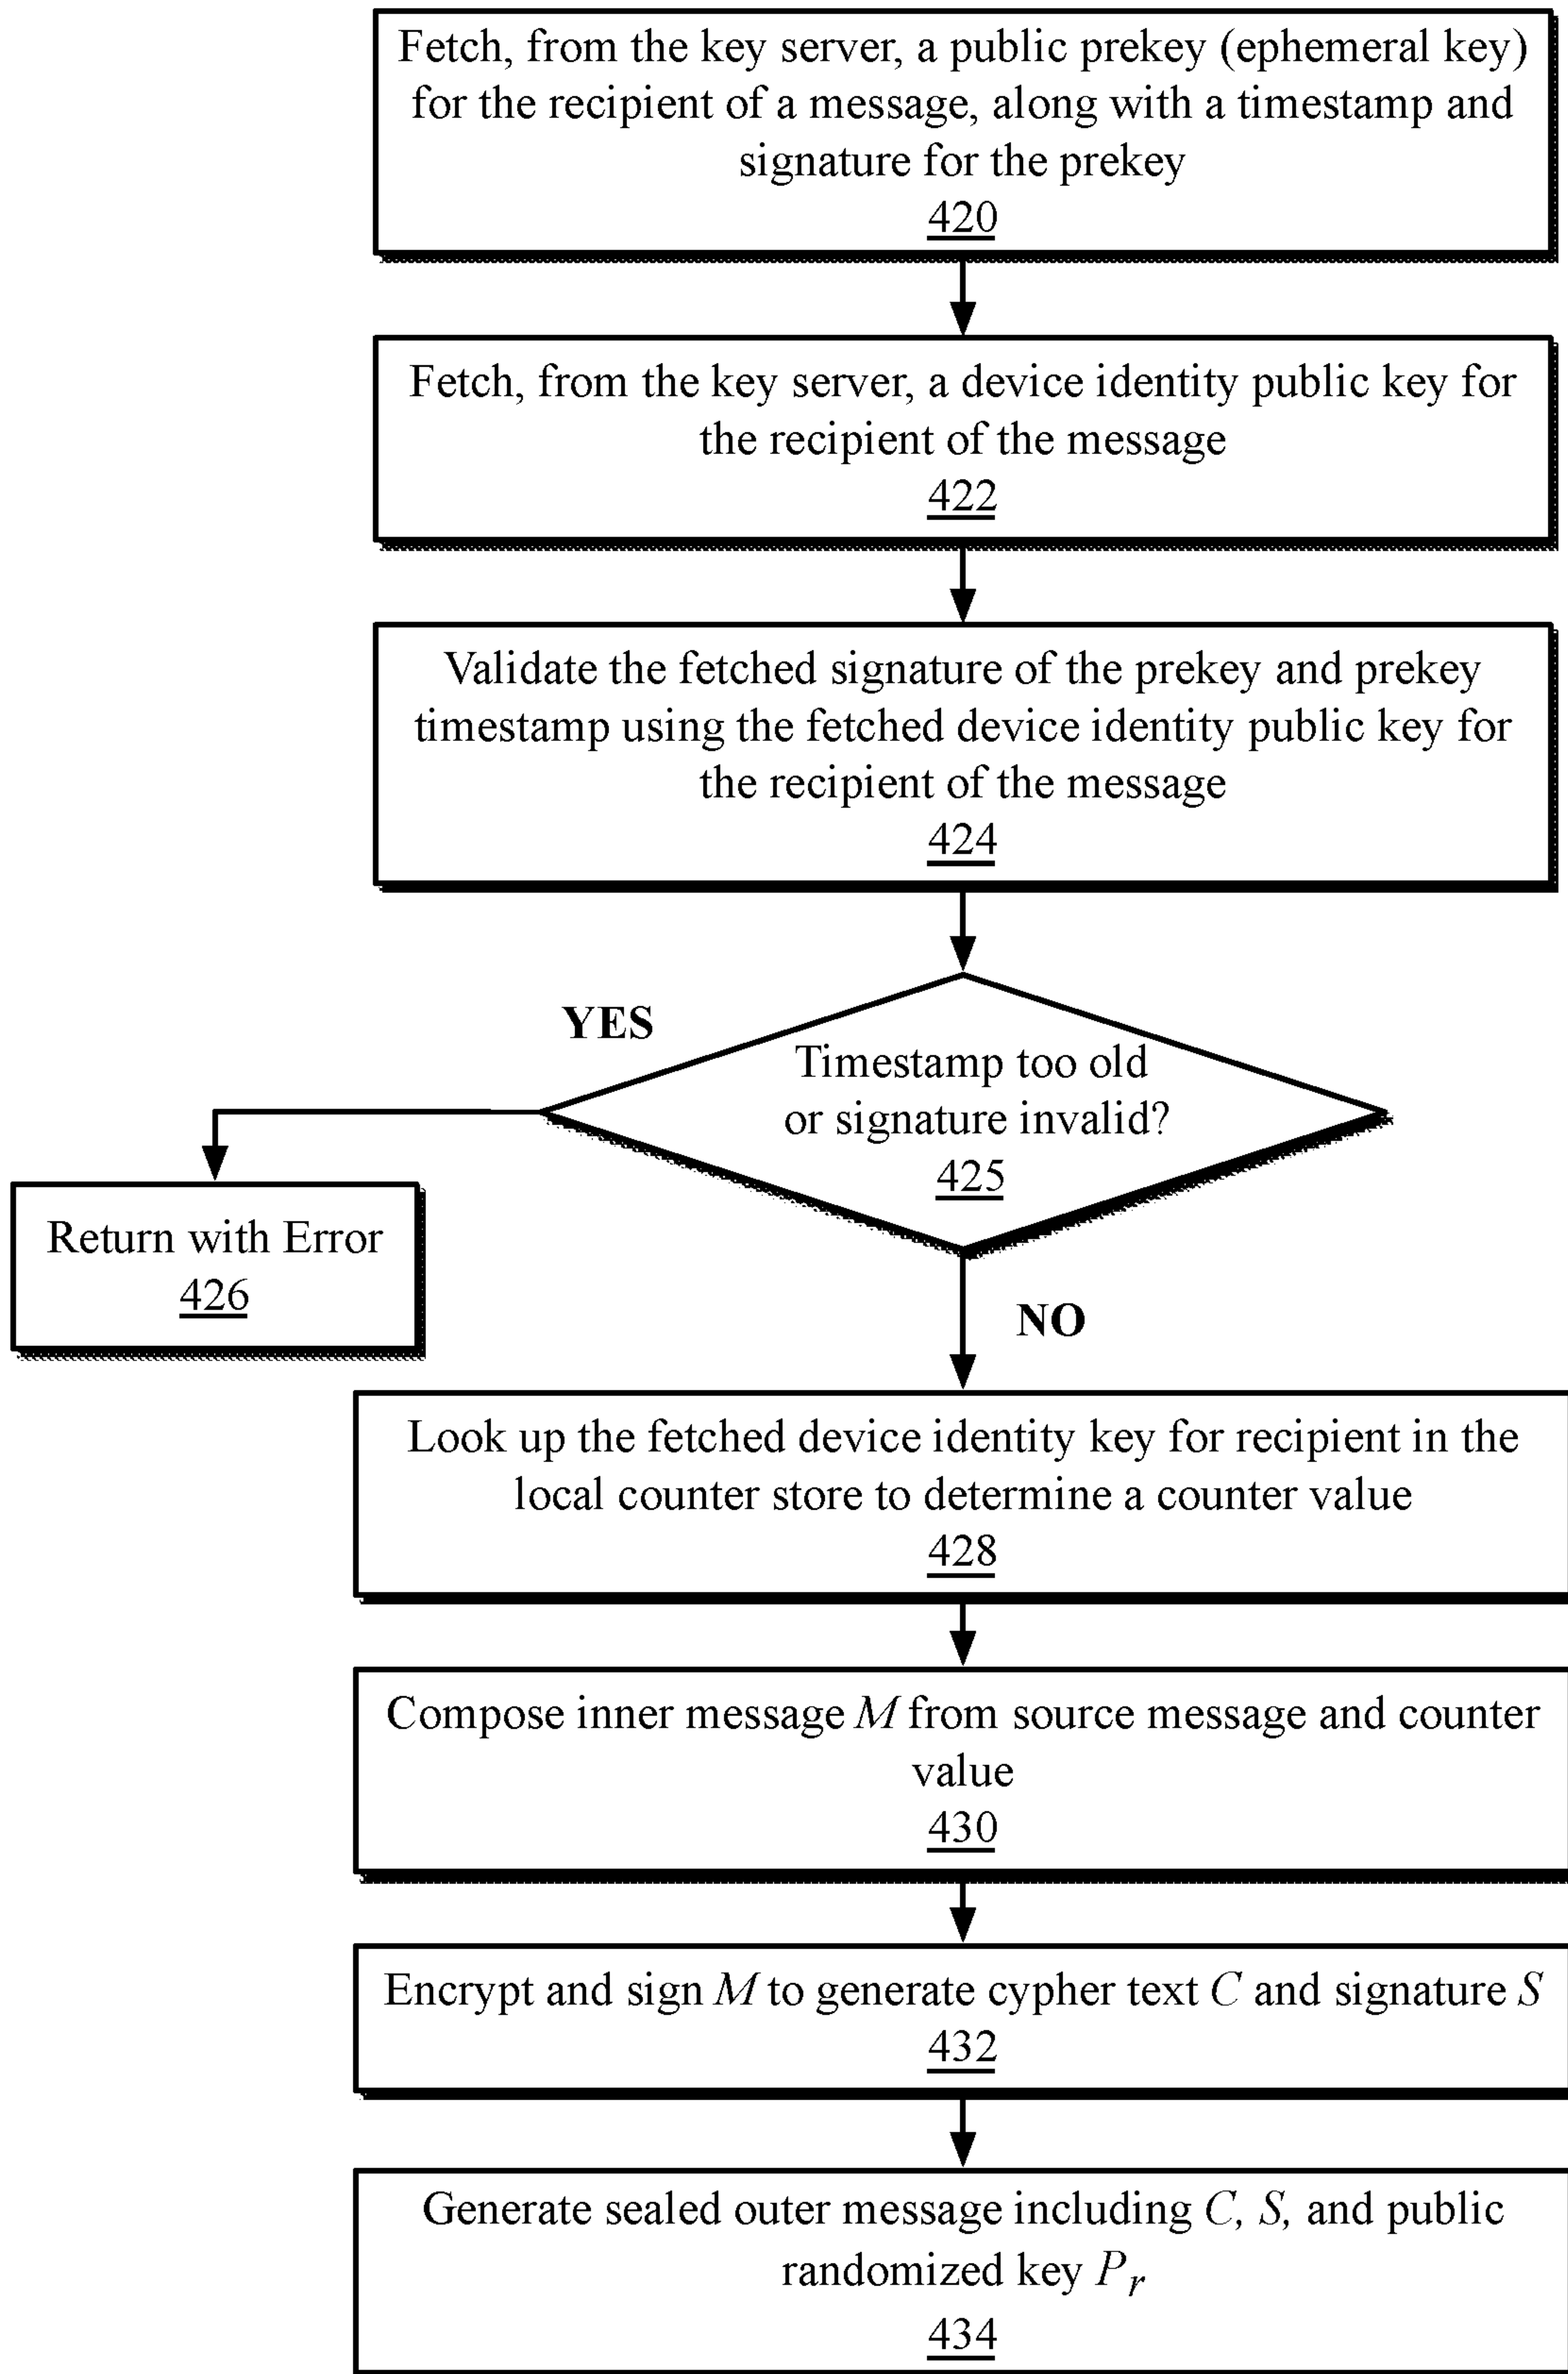 Fetch, from the key server, a public prekey (ephemeral key)
for the recipient of a message, along with a timestamp and
signature for the prekey
420
Fetch, from the key server, a device identity public key for
the recipient of the message
422
Validate the fetched signature of the prekey and prekey
timestamp using the fetched device identity public key for
the recipient of the message
424
YES
Timestamp too old
or signature invalid?
425
Return with Error
426
NO
Look up the fetched device identity key for recipient in the
local counter store to determine a counter value
428
Compose inner message M from source message and counter
value
430
Encrypt and sign M to generate cypher text C and signature S
432
Generate sealed outer message including C, S, and public
randomized key Pr
434